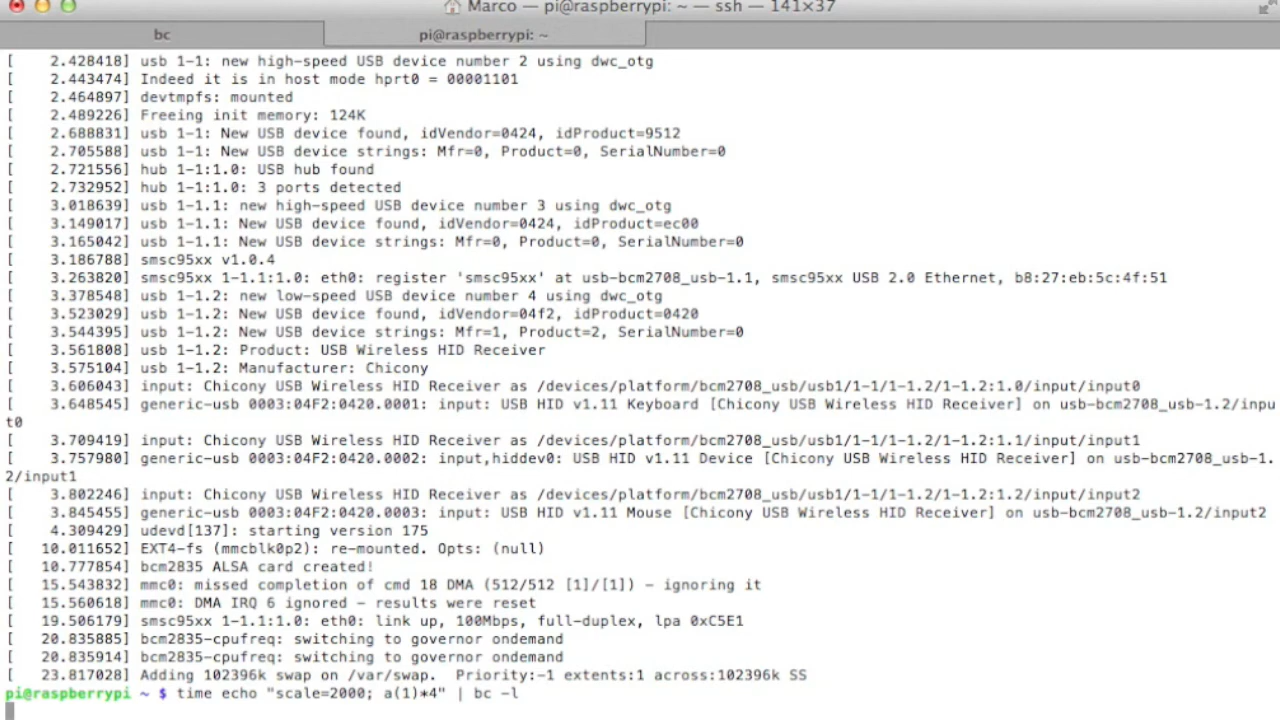 Marco — pi@raspberrypi: ~ — ssh — 141×37
bc
pi@raspberrypi: ~
[    2.428418] usb 1-1: new high-speed USB device number 2 using dwc_otg
[    2.443474] Indeed it is in host mode hprt0 = 00001101
[    2.464897] devtmpfs: mounted
[    2.489226] Freeing init memory: 124K
[    2.688831] usb 1-1: New USB device found, idVendor=0424, idProduct=9512
[    2.705588] usb 1-1: New USB device strings: Mfr=0, Product=0, SerialNumber=0
[    2.721556] hub 1-1:1.0: USB hub found
[    2.732952] hub 1-1:1.0: 3 ports detected
[    3.018639] usb 1-1.1: new high-speed USB device number 3 using dwc_otg
[    3.149017] usb 1-1.1: New USB device found, idVendor=0424, idProduct=ec00
[    3.165042] usb 1-1.1: New USB device strings: Mfr=0, Product=0, SerialNumber=0
[    3.186788] smsc95xx v1.0.4
[    3.263820] smsc95xx 1-1.1:1.0: eth0: register 'smsc95xx' at usb-bcm2708_usb-1.1, smsc95xx USB 2.0 Ethernet, b8:27:eb:5c:4f:51
[    3.378548] usb 1-1.2: new low-speed USB device number 4 using dwc_otg
[    3.523029] usb 1-1.2: New USB device found, idVendor=04f2, idProduct=0420
[    3.544395] usb 1-1.2: New USB device strings: Mfr=1, Product=2, SerialNumber=0
[    3.561808] usb 1-1.2: Product: USB Wireless HID Receiver
[    3.575104] usb 1-1.2: Manufacturer: Chicony
[    3.606043] input: Chicony USB Wireless HID Receiver as /devices/platform/bcm2708_usb/usb1/1-1/1-1.2/1-1.2:1.0/input/input0
[    3.648545] generic-usb 0003:04F2:0420.0001: input: USB HID v1.11 Keyboard [Chicony USB Wireless HID Receiver] on usb-bcm2708_usb-1.2/inpu
t0
[    3.709419] input: Chicony USB Wireless HID Receiver as /devices/platform/bcm2708_usb/usb1/1-1/1-1.2/1-1.2:1.1/input/input1
[    3.757980] generic-usb 0003:04F2:0420.0002: input,hiddev0: USB HID v1.11 Device [Chicony USB Wireless HID Receiver] on usb-bcm2708_usb-1.
2/input1
[    3.802246] input: Chicony USB Wireless HID Receiver as /devices/platform/bcm2708_usb/usb1/1-1/1-1.2/1-1.2:1.2/input/input2
[    3.845455] generic-usb 0003:04F2:0420.0003: input: USB HID v1.11 Mouse [Chicony USB Wireless HID Receiver] on usb-bcm2708_usb-1.2/input2
[    4.309429] udevd[137]: starting version 175
[   10.011652] EXT4-fs (mmcblk0p2): re-mounted. Opts: (null)
[   10.777854] bcm2835 ALSA card created!
[   15.543832] mmc0: missed completion of cmd 18 DMA (512/512 [1]/[1]) - ignoring it
[   15.560618] mmc0: DMA IRQ 6 ignored - results were reset
[   19.506179] smsc95xx 1-1.1:1.0: eth0: link up, 100Mbps, full-duplex, lpa 0xC5E1
[   20.835885] bcm2835-cpufreq: switching to governor ondemand
[   20.835914] bcm2835-cpufreq: switching to governor ondemand
[   23.817028] Adding 102396k swap on /var/swap.  Priority:-1 extents:1 across:102396k SS
pi@raspberrypi ~ $ time echo "scale=2000; a(1)*4" | bc -l